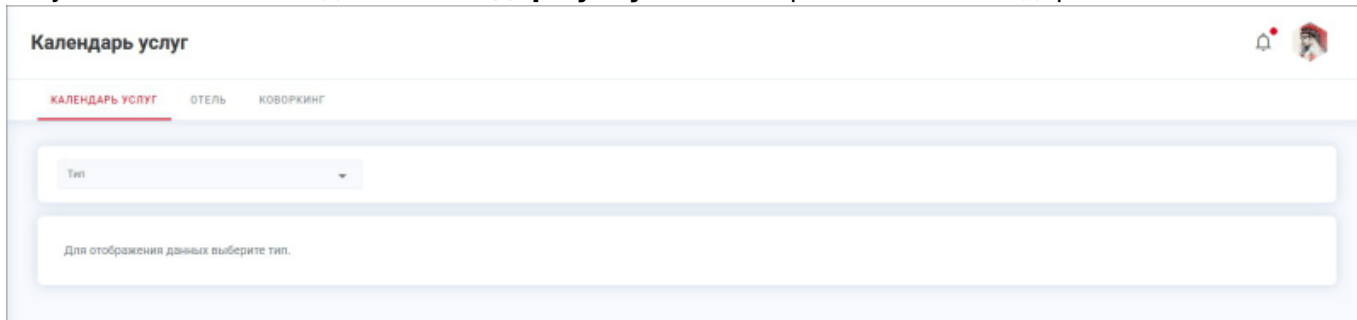 Календарь услуг
КАЛЕНДАРЬ УСЛУГ ОТЕЛЬ КОВОРКИНГ
Тип
Для отображения данных выберите тип.